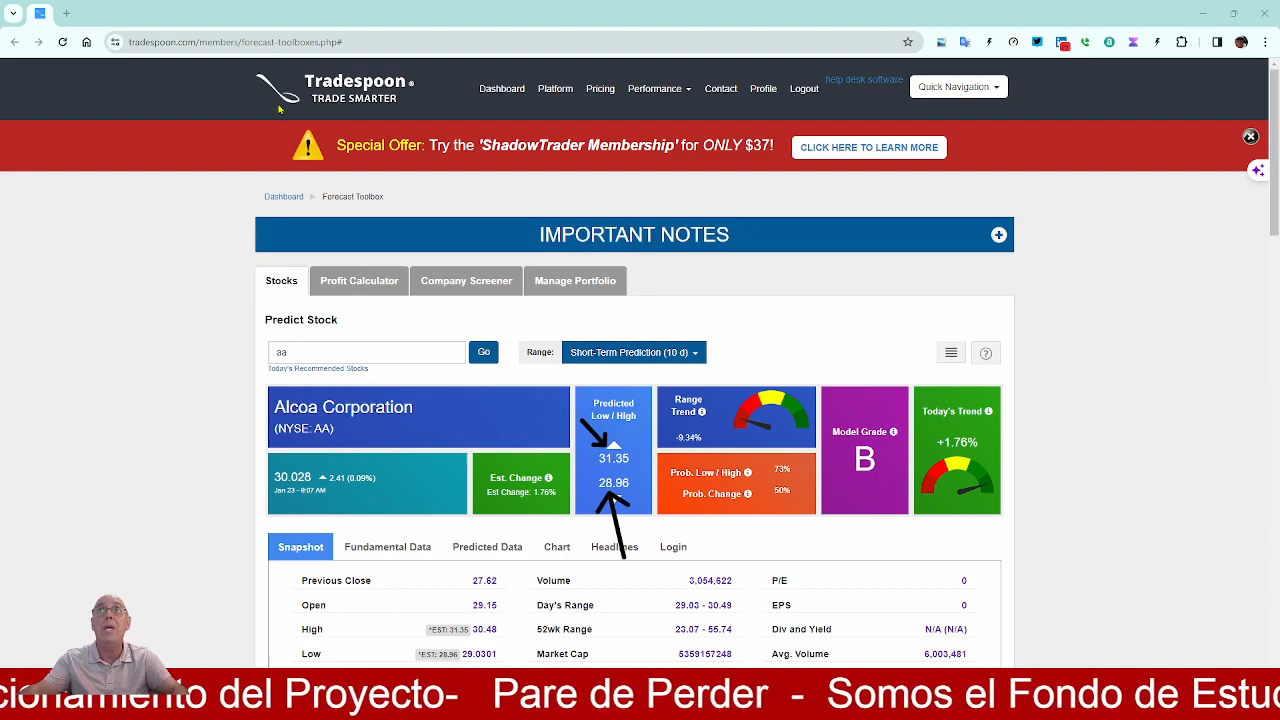 tradespoon.com/members/forecast-toolboxes.php#
Tradespoon®
TRADE SMARTER
Dashboard Platform Pricing Performance Contact Profile Logout
help desk software
Quick Navigation
Special Offer: Try the 'ShadowTrader Membership' for ONLY $37!
CLICK HERE TO LEARN MORE
Dashboard Forecast Toolbox
IMPORTANT NOTES
Stocks Profit Calculator Company Screener Manage Portfolio
Predict Stock
aa
Go
Range: Short-Term Prediction (10 d)
Today's Recommended Stocks
Alcoa Corporation
(NYSE: AA)
30.028 2.41 (0.09%)
Jan 23 - 9:07 AM
Est. Change
Est Change: 1.76%
Predicted
Low / High
31.35
28.96
Range
Trend
-9.34%
Prob. Low / High 73%
Prob. Change 50%
Model Grade
B
Today's Trend
+1.76%
Snapshot Fundamental Data Predicted Data Chart Headlines Login
Previous Close 27.62 Volume 3,054,622 P/E 0
Open 29.15 Day's Range 29.03 - 30.49 EPS 0
High *EST: 31.35 30.48 52wk Range 23.07 - 55.74 Div and Yield N/A (N/A)
Low *EST: 28.96 29.0301 Market Cap 5359157248 Avg. Volume 6,003,481
cionamiento del Proyecto- Pare de Perder - Somos el Fondo de Estud